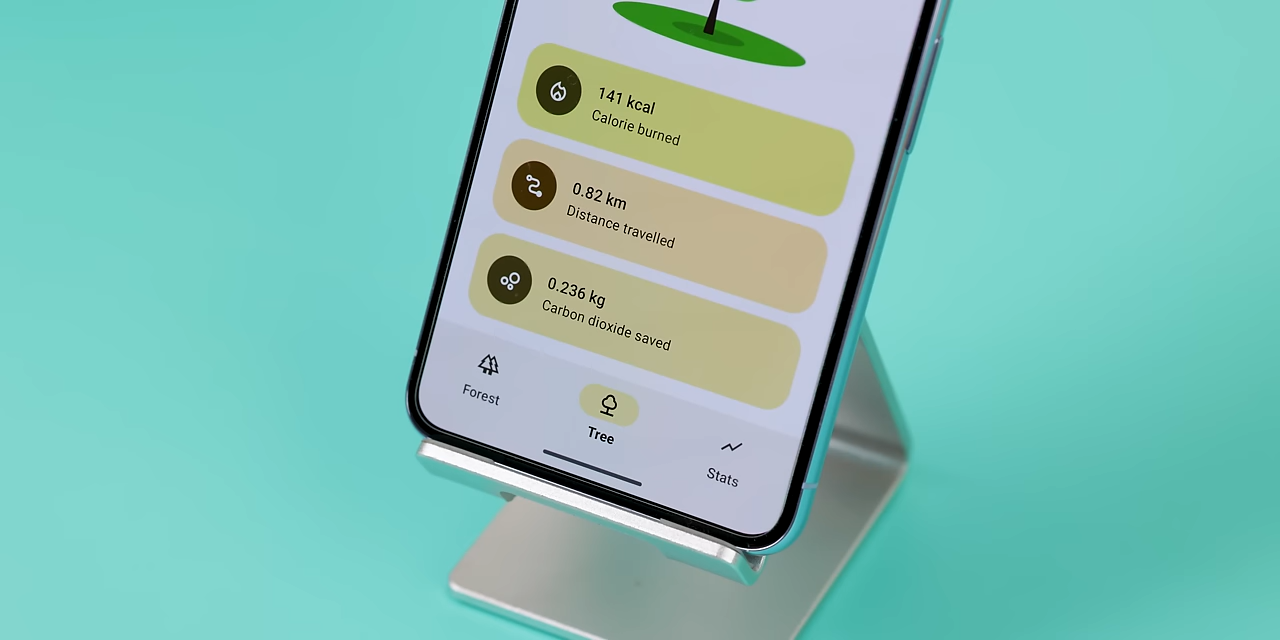 141 kcal
Calorie burned
0.82 km
Distance travelled
0.236 kg
Carbon dioxide saved
Forest
Tree
Stats